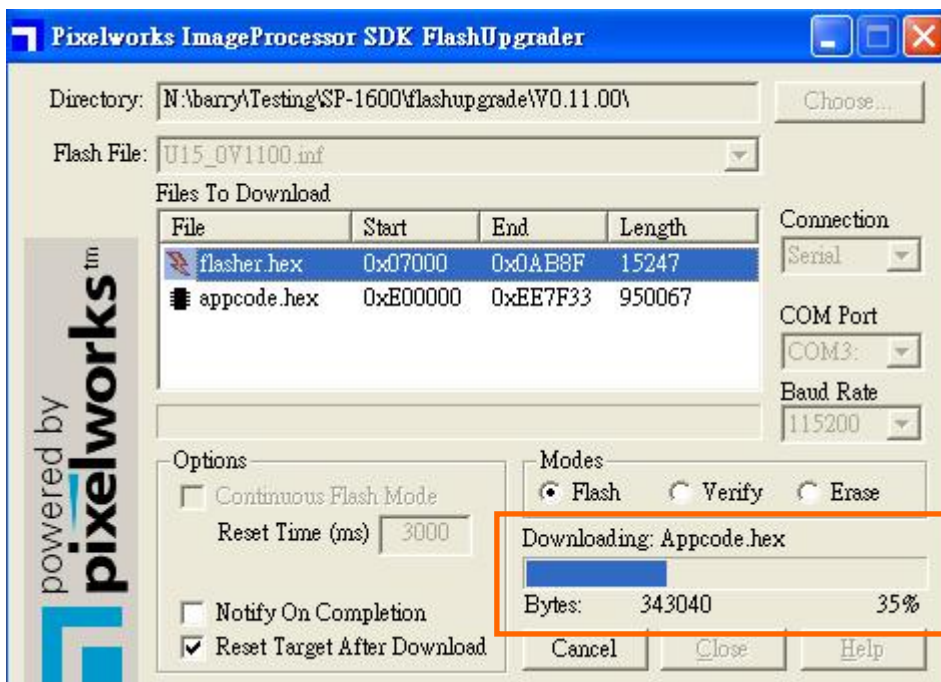 Pixelworks ImageProcessor SDK FlashUpgrader
Directory: N:\barry\Testing\SP-1600\flashupgrade\V0.11.00\ Choose...
Flash File: U15_0V1100.inf
Files To Download
File Start End Length
flasher.hex 0x07000 0x0AB8F 15247
appcode.hex 0xE00000 0xEE7F33 950067
Connection
Serial
COM Port
COM3:
Baud Rate
115200
powered by
pixelworks tm
Options
Continuous Flash Mode
Reset Time (ms) 3000
Notify On Completion
Reset Target After Download
Modes
Flash Verify Erase
Downloading: Appcode.hex
Bytes: 343040 35%
Cancel Close Help